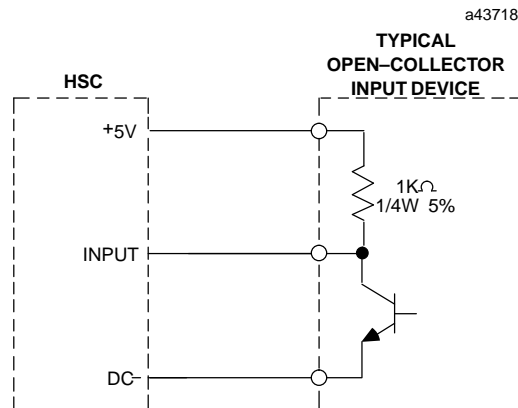 a43718
TYPICAL
OPEN–COLLECTOR
INPUT DEVICE
HSC
+5V
1KΩ
1/4W 5%
INPUT
DC–